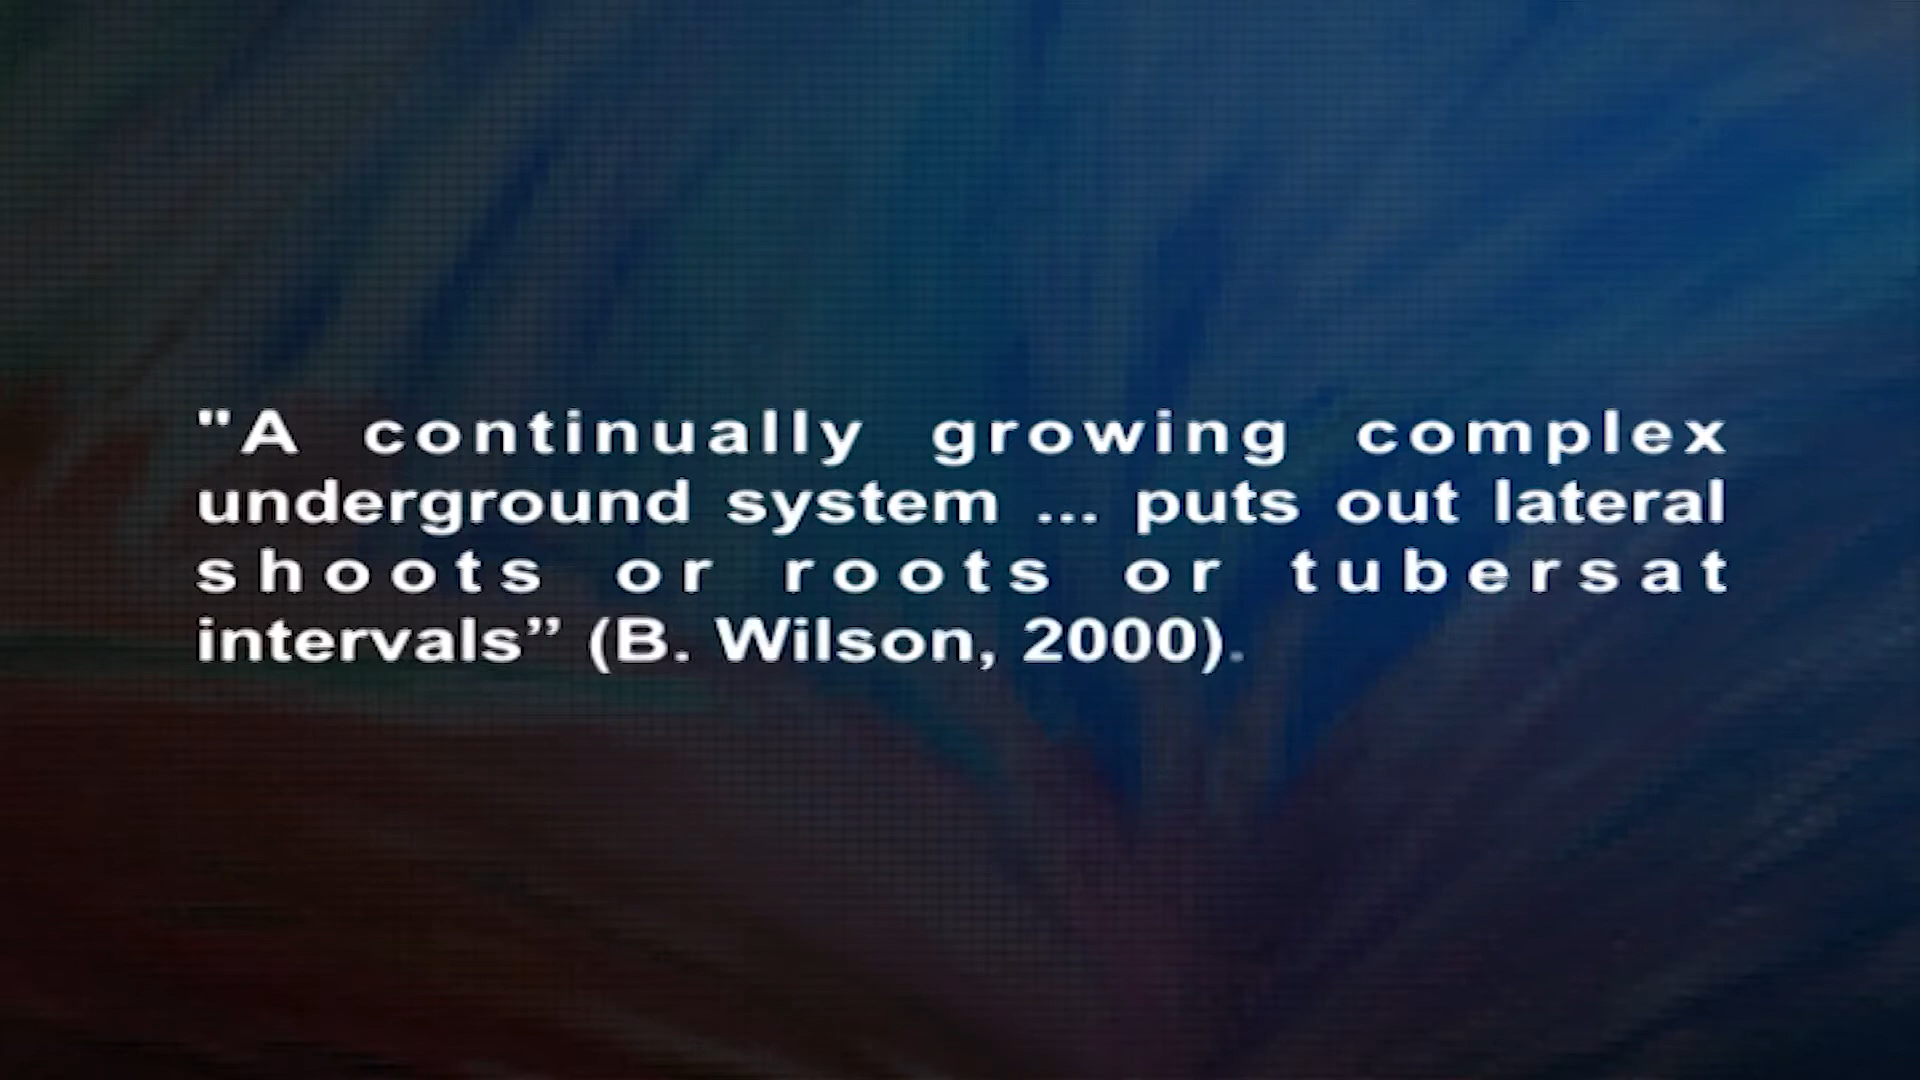 "A continually growing complex
underground system ... puts out lateral
shoots or roots or tubersat
intervals” (B. Wilson, 2000).